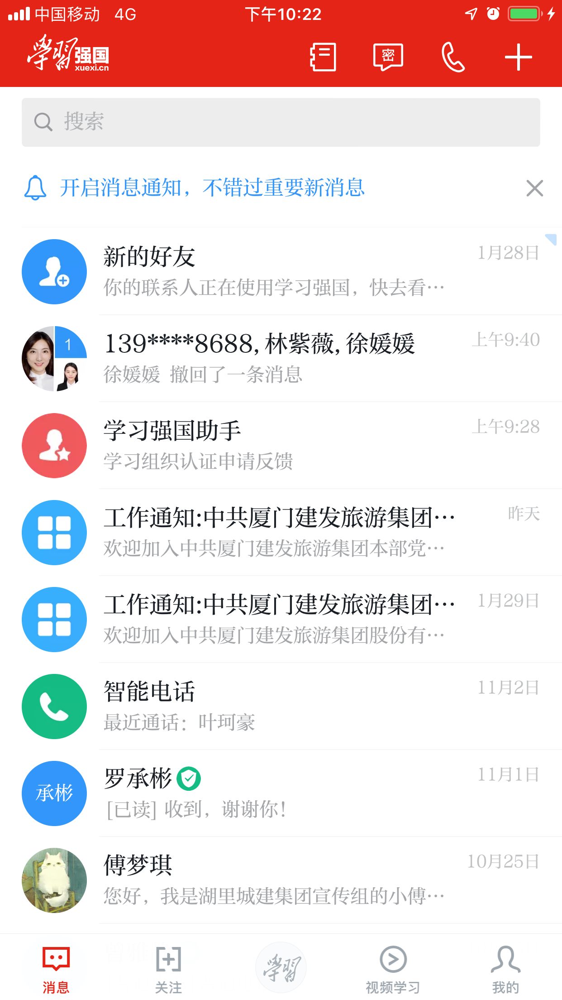 中国移动 4G 下午10:22
學習强国
xuexi.cn
密
搜索
开启消息通知，不错过重要新消息
新的好友 1月28日
你的联系人正在使用学习强国，快去看…
1
139****8688, 林紫薇, 徐媛媛 上午9:40
徐媛媛 撤回了一条消息
学习强国助手 上午9:28
学习组织认证申请反馈
工作通知:中共厦门建发旅游集团… 昨天
欢迎加入中共厦门建发旅游集团本部党…
工作通知:中共厦门建发旅游集团… 1月29日
欢迎加入中共厦门建发旅游集团股份有…
智能电话 11月2日
最近通话：叶珂豪
承彬
罗承彬 11月1日
[已读] 收到，谢谢你！
傅梦琪 10月25日
您好，我是湖里城建集团宣传组的小傅…
消息 关注 學習 视频学习 我的